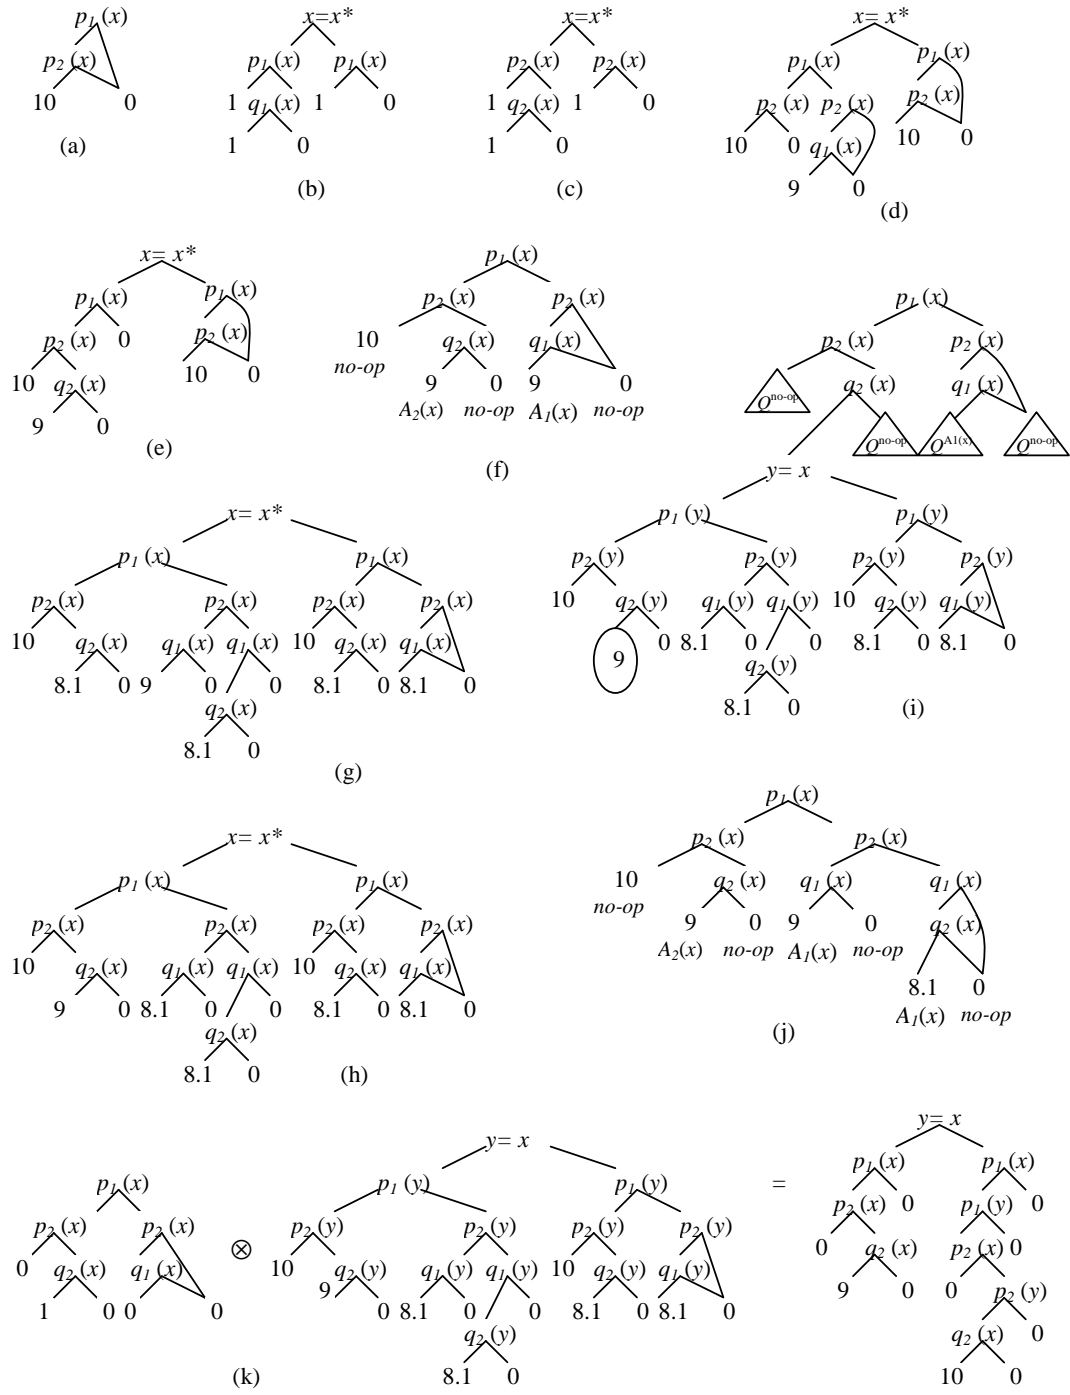 p1 (x)
p2 (x)
10 0
(a)
x=x*
p1 (x) p1 (x)
1 q1 (x) 1 0
1 0
(b)
x=x*
p2 (x) p2 (x)
1 q2 (x) 1 0
1 0
(c)
x= x*
p1 (x) p1 (x)
p2 (x) p2 (x) p2 (x)
10 0 q1 (x) 10 0
9 0
(d)
x= x*
p1 (x) p1 (x)
p2 (x) 0 p2 (x)
10 q2 (x) 10 0
9 0
(e)
p1 (x)
p2 (x) p2 (x)
10 q2 (x) q1 (x)
no-op 9 0 9 0
A2(x) no-op A1(x) no-op
(f)
x= x*
p1 (x) p1 (x)
p2 (x) p2 (x) p2 (x) p2 (x)
10 q2 (x) q1 (x) q1 (x) 10 q2 (x) q1 (x)
8.1 0 9 0 q2 (x) 0 8.1 0 8.1 0
8.1 0
(g)
p1 (x)
p2 (x) p2 (x)
Q no-op q2 (x) q1 (x)
Q no-op Q A1(x) Q no-op
y= x
p1 (y) p1 (y)
p2 (y) p2 (y) p2 (y) p2 (y)
10 q2 (y) q1 (y) q1 (y) 10 q2 (y) q1 (y)
9 0 8.1 0 q2 (y) 0 8.1 0 8.1 0
8.1 0
(i)
x= x*
p1 (x) p1 (x)
p2 (x) p2 (x) p2 (x) p2 (x)
10 q2 (x) q1 (x) q1 (x) 10 q2 (x) q1 (x)
9 0 8.1 0 q2 (x) 0 8.1 0 8.1 0
8.1 0
(h)
p1 (x)
p2 (x) p2 (x)
10 q2 (x) q1 (x) q1 (x)
no-op 9 0 9 0 q2 (x)
A2(x) no-op A1(x) no-op
8.1 0
A1(x) no-op
(j)
p1 (x)
p2 (x) p2 (x)
0 q2 (x) q1 (x)
1 0 0 0
⊗
y= x
p1 (y) p1 (y)
p2 (y) p2 (y) p2 (y) p2 (y)
10 q2 (y) q1 (y) q1 (y) 10 q2 (y) q1 (y)
9 0 8.1 0 q2 (y) 0 8.1 0 8.1 0
8.1 0
=
y= x
p1 (x) p1 (x)
p2 (x) 0 p1 (y) 0
0 q2 (x) p2 (x) 0
9 0 0 p2 (y)
q2 (x) 0
10 0
(k)